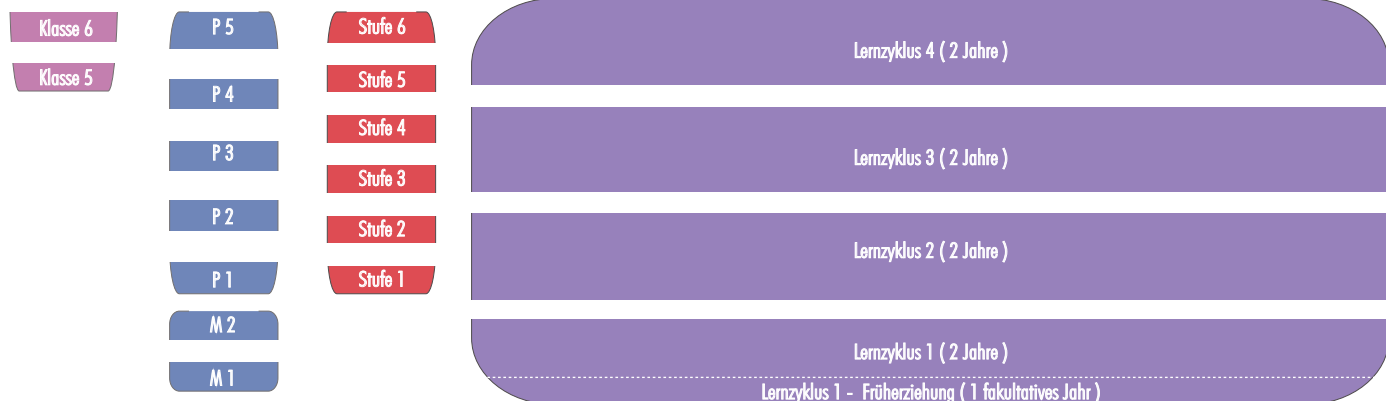 Klasse 6
Klasse 5
P 5
P 4
P 3
P 2
P 1
M 2
M 1
Stufe 6
Stufe 5
Stufe 4
Stufe 3
Stufe 2
Stufe 1
Lernzyklus 4 ( 2 Jahre )
Lernzyklus 3 ( 2 Jahre )
Lernzyklus 2 ( 2 Jahre )
Lernzyklus 1 ( 2 Jahre )
Lernzyklus 1 - Früherziehung ( 1 fakultatives Jahr )